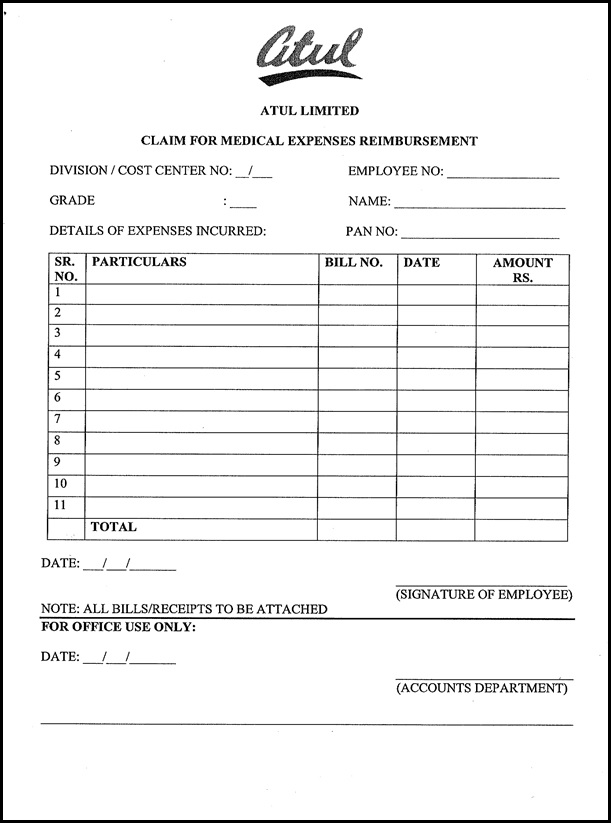 Atul
ATUL LIMITED
CLAIM FOR MEDICAL EXPENSES REIMBURSEMENT
DIVISION / COST CENTER NO: __/___ EMPLOYEE NO: ________________
GRADE : ____ NAME: ________________________
DETAILS OF EXPENSES INCURRED: PAN NO: _______________________
SR. NO. PARTICULARS BILL NO. DATE AMOUNT RS.
1
2
3
4
5
6
7
8
9
10
11
TOTAL
DATE: ___/__/_______
(SIGNATURE OF EMPLOYEE)
NOTE: ALL BILLS/RECEIPTS TO BE ATTACHED
FOR OFFICE USE ONLY:
DATE: ___/__/_______
(ACCOUNTS DEPARTMENT)